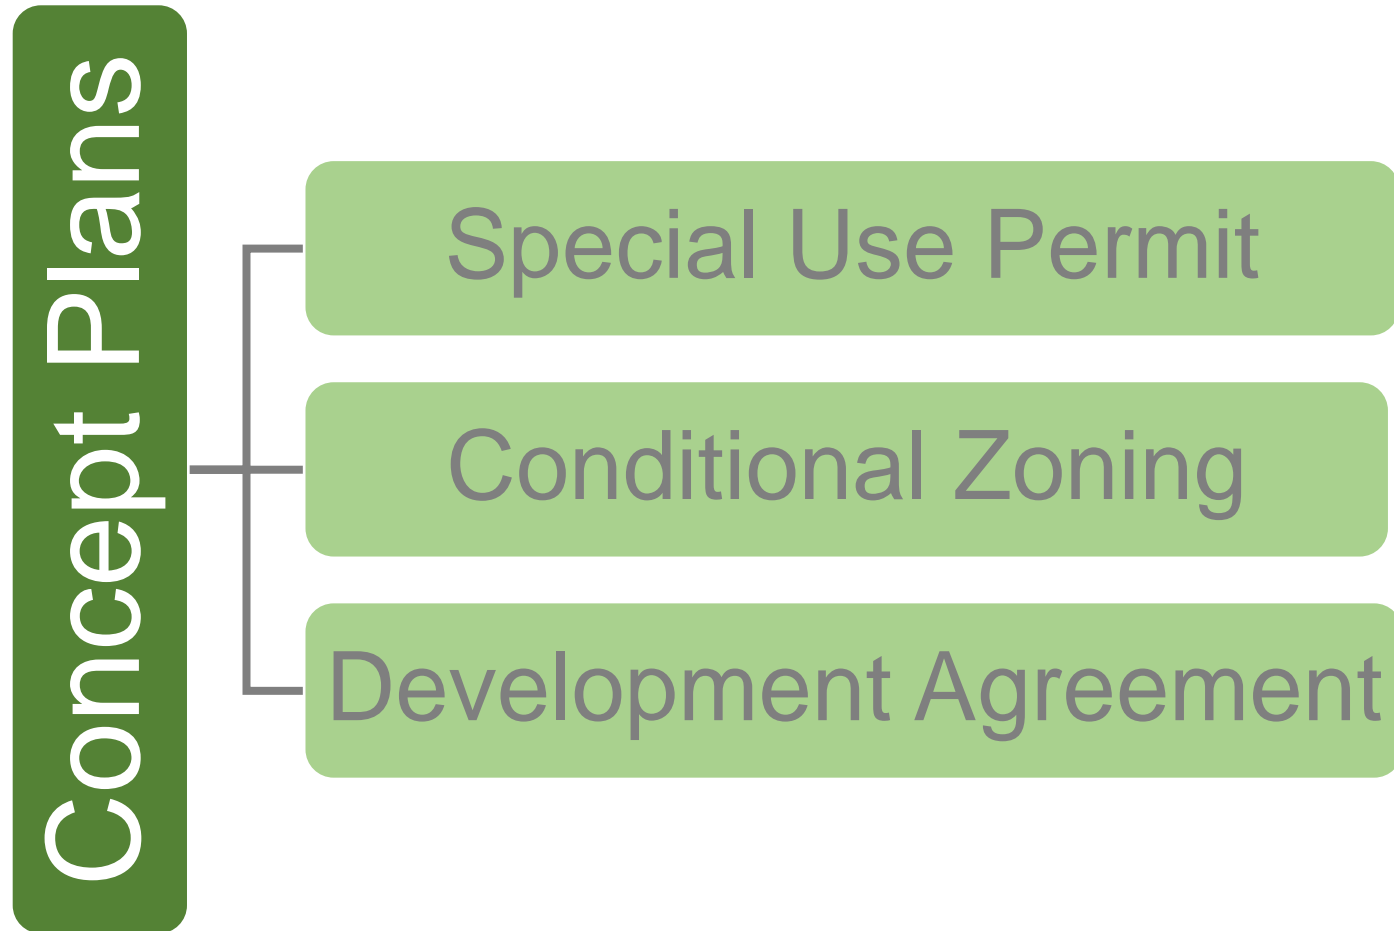 Concept Plans
Special Use Permit
Conditional Zoning
Development Agreement